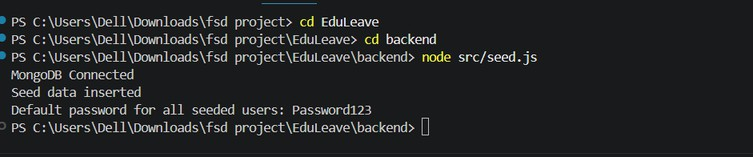 PS C:\Users\Dell\Downloads\fsd project> cd EduLeave
PS C:\Users\Dell\Downloads\fsd project\EduLeave> cd backend
PS C:\Users\Dell\Downloads\fsd project\EduLeave\backend> node src/seed.js
MongoDB Connected
Seed data inserted
Default password for all seeded users: Password123
PS C:\Users\Dell\Downloads\fsd project\EduLeave\backend>